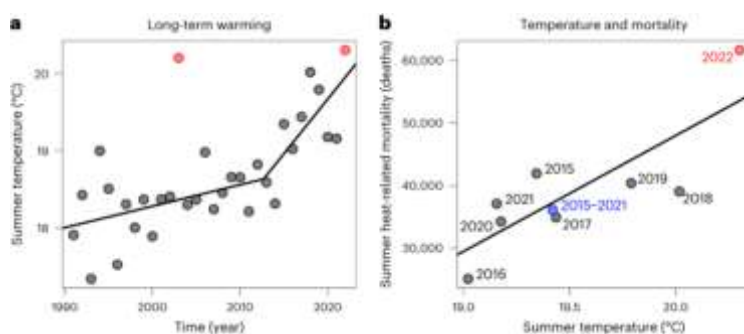 a Long-term warming
Summer temperature (°C)
20
19
18
1990 2000 2010 2020
Time (year)
b Temperature and mortality
Summer heat-related mortality (deaths)
60,000
50,000
40,000
30,000
2022
2015
2019
2021
2018
2015–2021
2020
2017
2016
19.0 19.5 20.0
Summer temperature (°C)